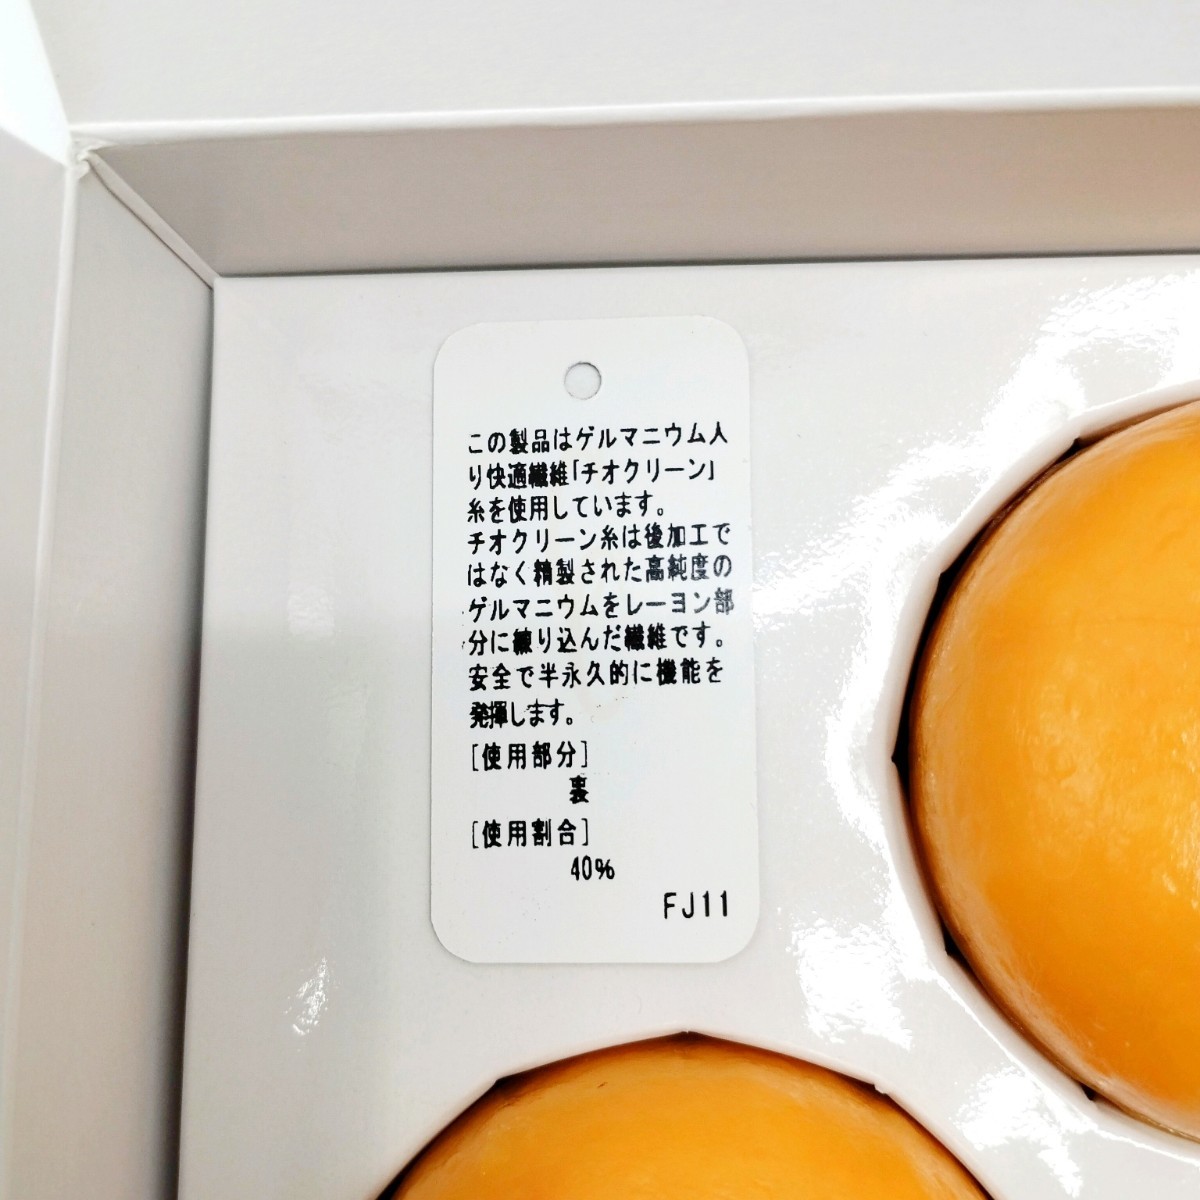 この製品はゲルマニウム入
り快適繊維「チオクリーン」
糸を使用しています。
チオクリーン糸は後加工で
はなく精製された高純度の
ゲルマニウムをレーヨン部
分に練り込んだ繊維です。
安全で半永久的に機能を
発揮します。
[使用部分]
裏
[使用割合]
40%
FJ11